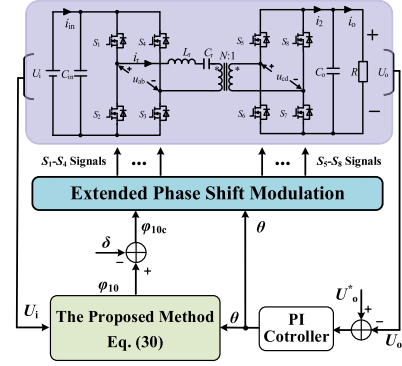 i_in i_2 i_o
S_1 S_4 L_r C_r N:1 S_5 S_8 +
i_r
U_i C_in u_ab * * u_cd C_o R U_o
S_2 S_3 S_6 S_7 −
S_1-S_4 Signals ... ... S_5-S_8 Signals
Extended Phase Shift Modulation
φ_10c
δ − θ
+
φ_10 U*_o
U_i The Proposed Method θ PI + − U_o
Eq. (30) Cotroller